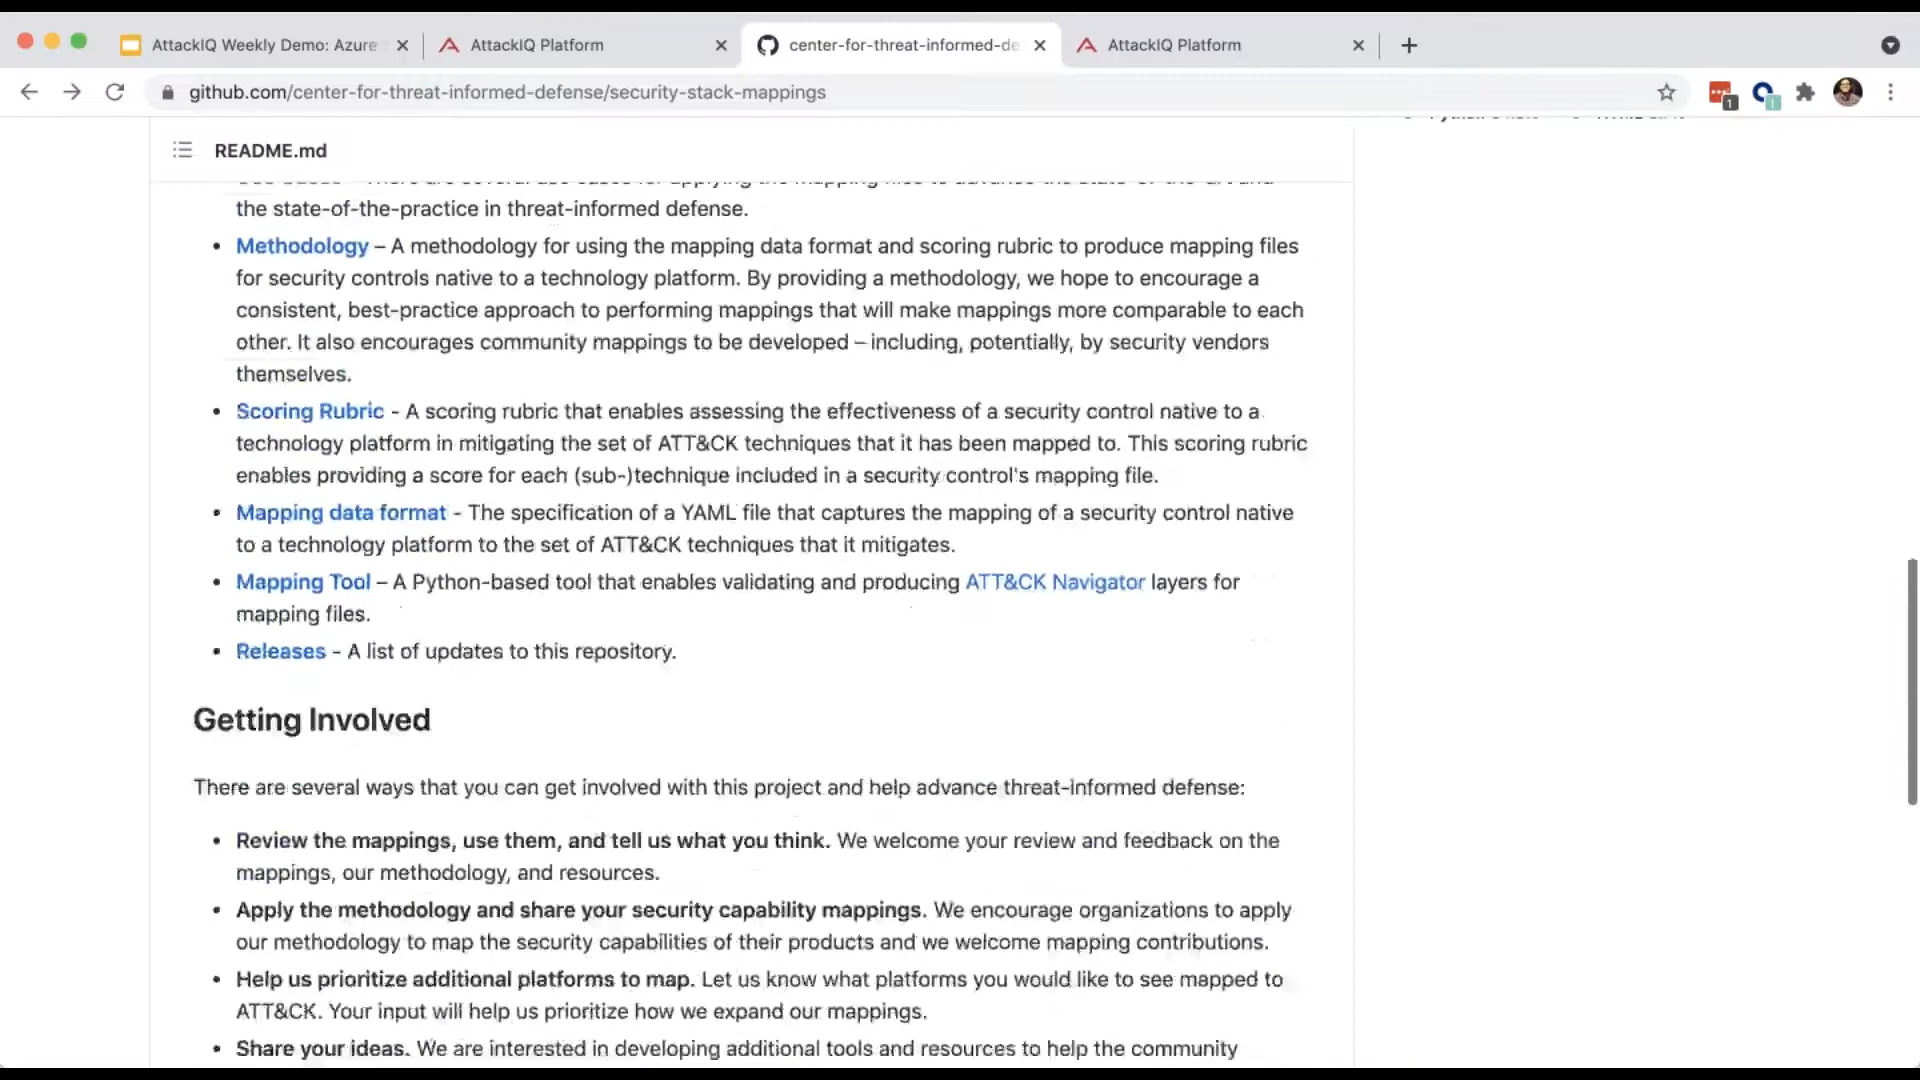 AttackIQ Weekly Demo: Azure
AttackIQ Platform
center-for-threat-informed-de
AttackIQ Platform
github.com/center-for-threat-informed-defense/security-stack-mappings
1
README.md
the state-of-the-practice in threat-informed defense.
• Methodology – A methodology for using the mapping data format and scoring rubric to produce mapping files
for security controls native to a technology platform. By providing a methodology, we hope to encourage a
consistent, best-practice approach to performing mappings that will make mappings more comparable to each
other. It also encourages community mappings to be developed – including, potentially, by security vendors
themselves.
• Scoring Rubric - A scoring rubric that enables assessing the effectiveness of a security control native to a
technology platform in mitigating the set of ATT&CK techniques that it has been mapped to. This scoring rubric
enables providing a score for each (sub-)technique included in a security control's mapping file.
• Mapping data format - The specification of a YAML file that captures the mapping of a security control native
to a technology platform to the set of ATT&CK techniques that it mitigates.
• Mapping Tool – A Python-based tool that enables validating and producing ATT&CK Navigator layers for
mapping files.
• Releases - A list of updates to this repository.
Getting Involved
There are several ways that you can get involved with this project and help advance threat-informed defense:
• Review the mappings, use them, and tell us what you think. We welcome your review and feedback on the
mappings, our methodology, and resources.
• Apply the methodology and share your security capability mappings. We encourage organizations to apply
our methodology to map the security capabilities of their products and we welcome mapping contributions.
• Help us prioritize additional platforms to map. Let us know what platforms you would like to see mapped to
ATT&CK. Your input will help us prioritize how we expand our mappings.
• Share your ideas. We are interested in developing additional tools and resources to help the community